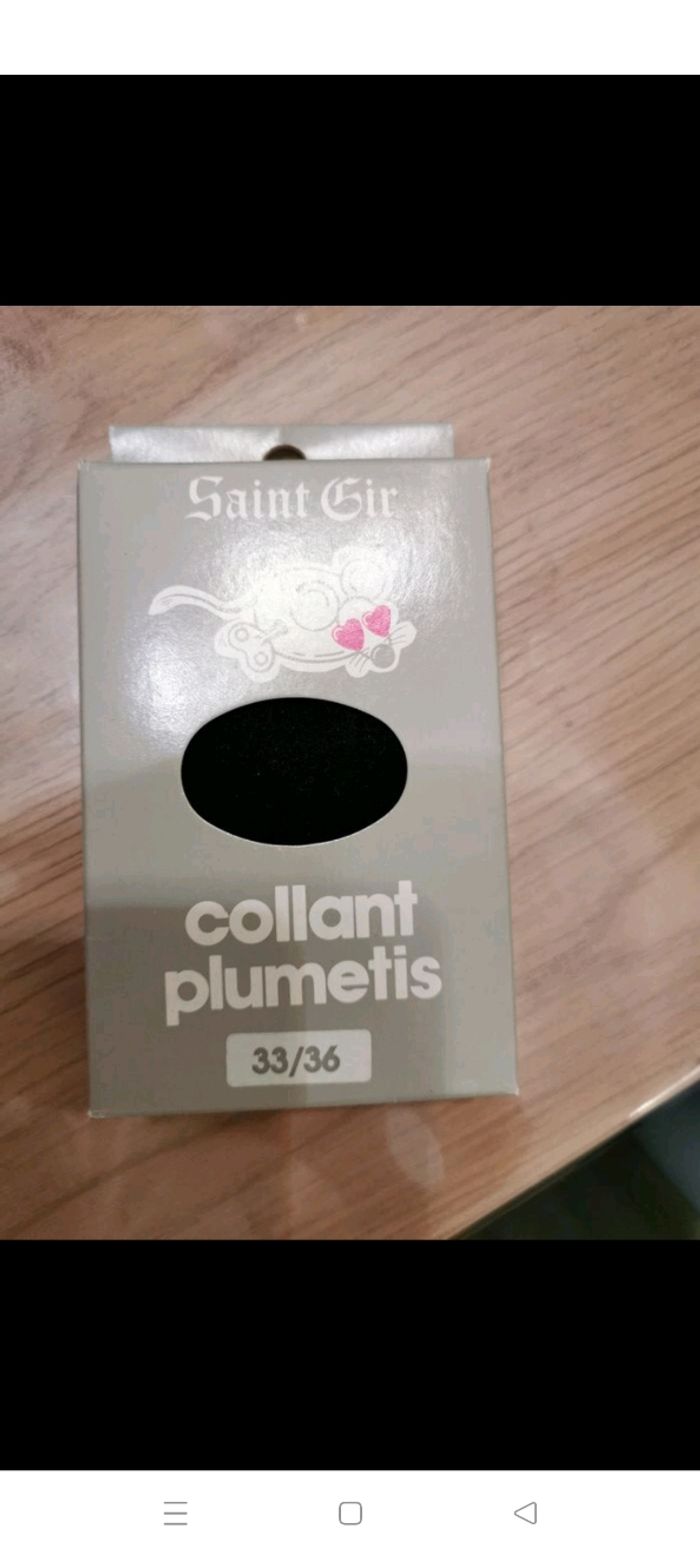 Saint Gir
collant
plumetis
33/36